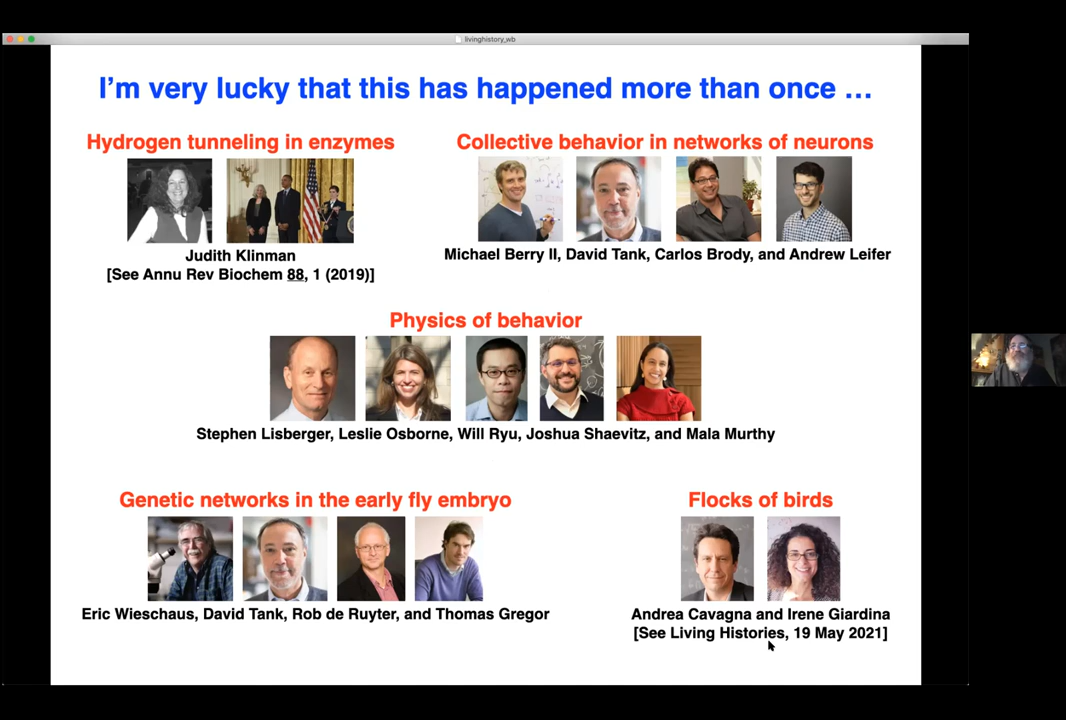 livinghistory_wb
I'm very lucky that this has happened more than once …
Hydrogen tunneling in enzymes
Judith Klinman
[See Annu Rev Biochem 88, 1 (2019)]
Collective behavior in networks of neurons
Michael Berry II, David Tank, Carlos Brody, and Andrew Leifer
Physics of behavior
Stephen Lisberger, Leslie Osborne, Will Ryu, Joshua Shaevitz, and Mala Murthy
Genetic networks in the early fly embryo
Eric Wieschaus, David Tank, Rob de Ruyter, and Thomas Gregor
Flocks of birds
Andrea Cavagna and Irene Giardina
[See Living Histories, 19 May 2021]